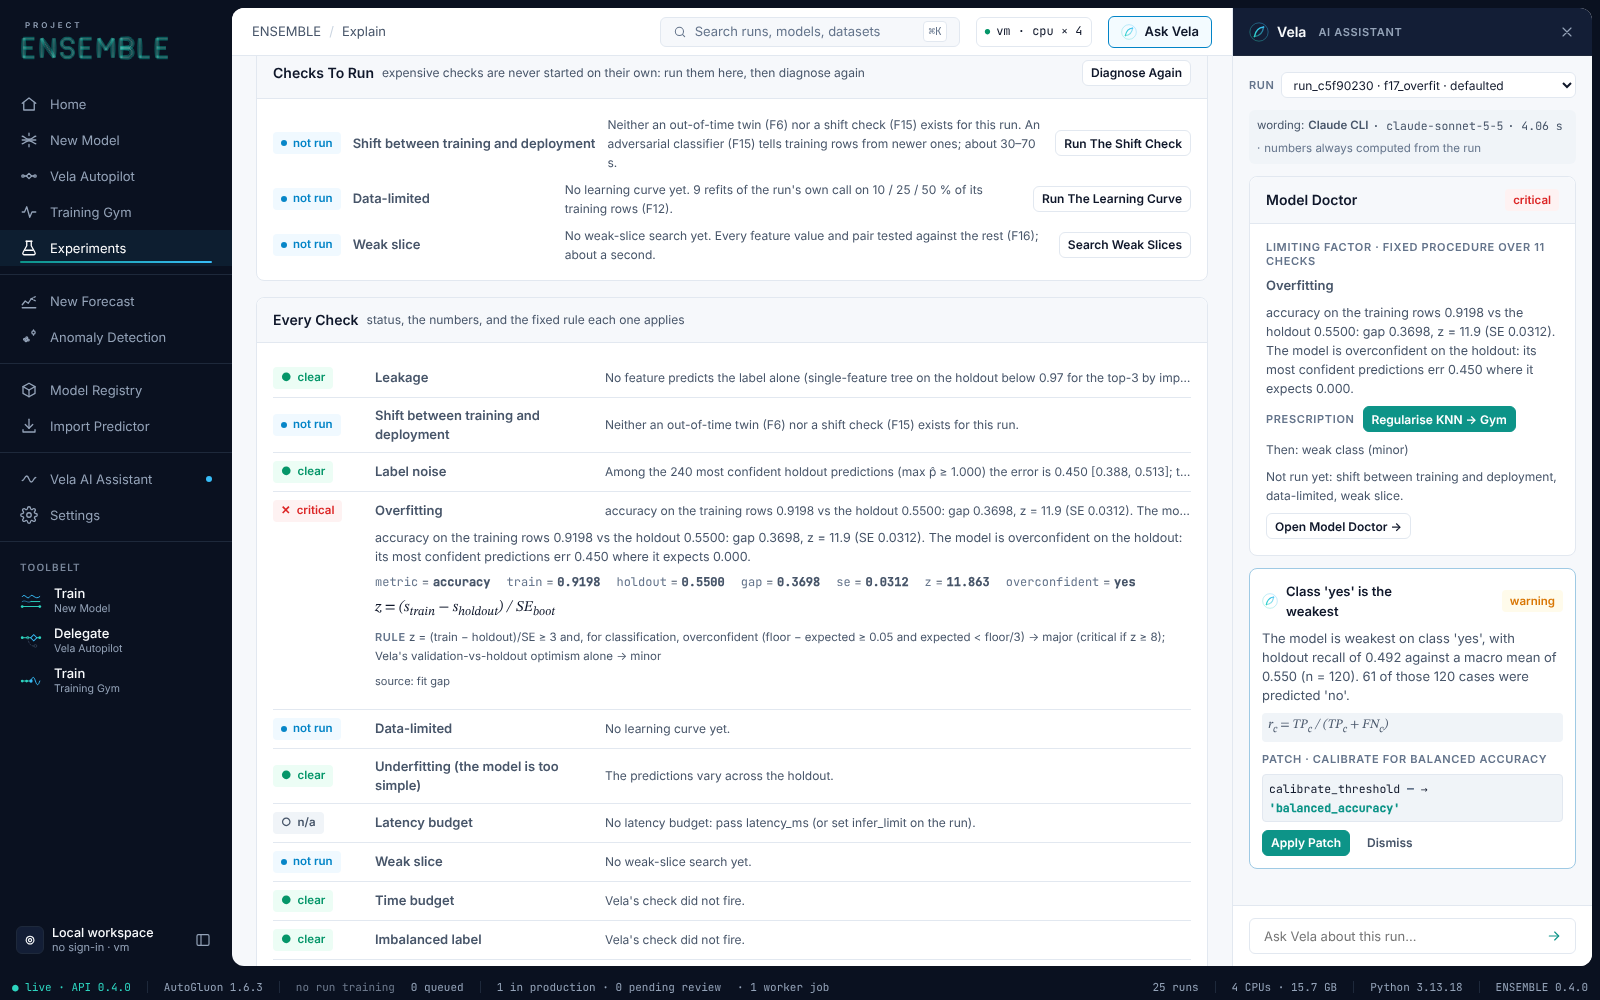 PROJECT
ENSEMBLE
Home
New Model
Vela Autopilot
Training Gym
Experiments
New Forecast
Anomaly Detection
Model Registry
Import Predictor
Vela AI Assistant
Settings
TOOLBELT
Train
New Model
Delegate
Vela Autopilot
Train
Training Gym
Local workspace
no sign-in · vm
ENSEMBLE / Explain
Search runs, models, datasets ⌘K
vm · cpu × 4
Ask Vela
Checks To Run expensive checks are never started on their own: run them here, then diagnose again
Diagnose Again
not run Shift between training and deployment
Neither an out-of-time twin (F6) nor a shift check (F15) exists for this run. An
adversarial classifier (F15) tells training rows from newer ones; about 30–70
s.
Run The Shift Check
not run Data-limited
No learning curve yet. 9 refits of the run's own call on 10 / 25 / 50 % of its
training rows (F12).
Run The Learning Curve
not run Weak slice
No weak-slice search yet. Every feature value and pair tested against the rest (F16);
about a second.
Search Weak Slices
Every Check status, the numbers, and the fixed rule each one applies
clear Leakage No feature predicts the label alone (single-feature tree on the holdout below 0.97 for the top-3 by imp...
not run Shift between training and
deployment
Neither an out-of-time twin (F6) nor a shift check (F15) exists for this run.
clear Label noise Among the 240 most confident holdout predictions (max p̂ ≥ 1.000) the error is 0.450 [0.388, 0.513]; t...
critical Overfitting accuracy on the training rows 0.9198 vs the holdout 0.5500: gap 0.3698, z = 11.9 (SE 0.0312). The mo...
accuracy on the training rows 0.9198 vs the holdout 0.5500: gap 0.3698, z = 11.9 (SE 0.0312). The model is overconfident on the holdout:
its most confident predictions err 0.450 where it expects 0.000.
metric = accuracy train = 0.9198 holdout = 0.5500 gap = 0.3698 se = 0.0312 z = 11.863 overconfident = yes
z = (s_train − s_holdout) / SE_boot
RULE z = (train − holdout)/SE ≥ 3 and, for classification, overconfident (floor − expected ≥ 0.05 and expected < floor/3) → major (critical if z ≥ 8);
Vela's validation-vs-holdout optimism alone → minor
source: fit gap
not run Data-limited No learning curve yet.
clear Underfitting (the model is too
simple)
The predictions vary across the holdout.
n/a Latency budget No latency budget: pass latency_ms (or set infer_limit on the run).
not run Weak slice No weak-slice search yet.
clear Time budget Vela's check did not fire.
clear Imbalanced label Vela's check did not fire.
Vela AI ASSISTANT
RUN run_c5f90230 · f17_overfit · defaulted
wording: Claude CLI · claude-sonnet-5-5 · 4.06 s
· numbers always computed from the run
Model Doctor critical
LIMITING FACTOR · FIXED PROCEDURE OVER 11
CHECKS
Overfitting
accuracy on the training rows 0.9198 vs the
holdout 0.5500: gap 0.3698, z = 11.9 (SE 0.0312).
The model is overconfident on the holdout: its
most confident predictions err 0.450 where it
expects 0.000.
PRESCRIPTION Regularise KNN → Gym
Then: weak class (minor)
Not run yet: shift between training and deployment,
data-limited, weak slice.
Open Model Doctor →
Class 'yes' is the
weakest
warning
The model is weakest on class 'yes', with
holdout recall of 0.492 against a macro mean of
0.550 (n = 120). 61 of those 120 cases were
predicted 'no'.
r_c = TP_c / (TP_c + FN_c)
PATCH · CALIBRATE FOR BALANCED ACCURACY
calibrate_threshold — →
'balanced_accuracy'
Apply Patch Dismiss
Ask Vela about this run...
live · API 0.4.0 AutoGluon 1.6.3 no run training 0 queued 1 in production · 0 pending review · 1 worker job 25 runs 4 CPUs · 15.7 GB Python 3.13.18 ENSEMBLE 0.4.0